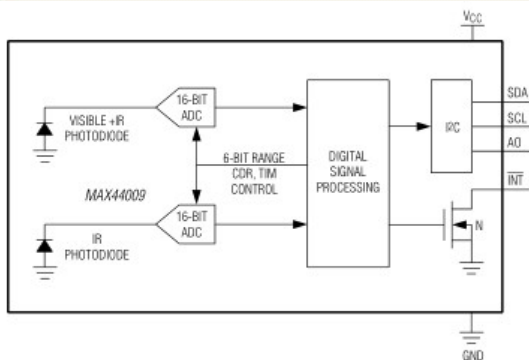 VCC
VISIBLE +IR
PHOTODIODE
16-BIT
ADC
6-BIT RANGE
CDR, TIM
CONTROL
MAX44009
IR
PHOTODIODE
16-BIT
ADC
DIGITAL
SIGNAL
PROCESSING
I²C
SDA
SCL
A0
INT
N
GND